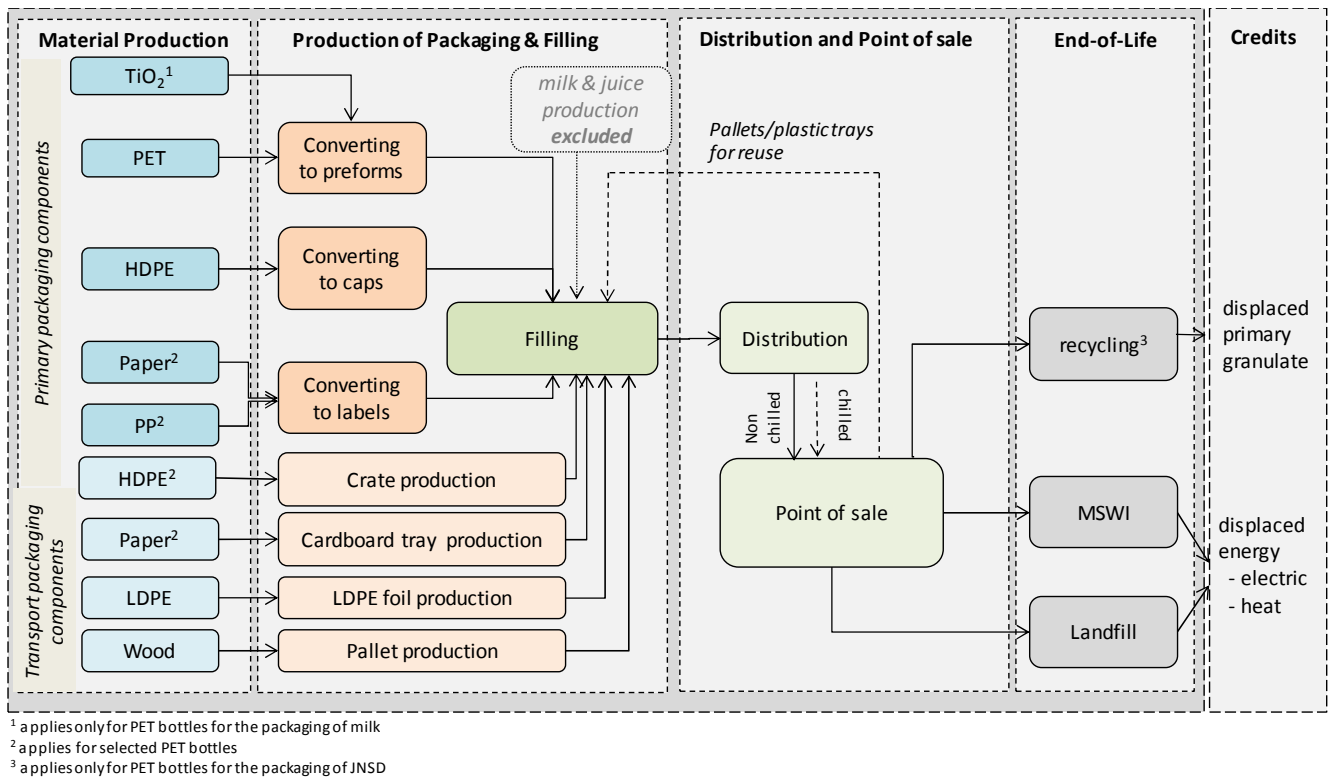 Material Production
Production of Packaging & Filling
Distribution and Point of sale
End-of-Life
Credits
Primary packaging components
Transport packaging
components
TiO₂¹
PET
HDPE
Paper²
PP²
HDPE²
Paper²
LDPE
Wood
milk & juice
production
excluded
Converting
to preforms
Converting
to caps
Converting
to labels
Crate production
Cardboard tray production
LDPE foil production
Pallet production
Filling
Pallets/plastic trays
for reuse
Distribution
Non
chilled
chilled
Point of sale
recycling³
MSWI
Landfill
displaced
primary
granulate
displaced
energy
- electric
- heat
¹ applies only for PET bottles for the packaging of milk
² applies for selected PET bottles
³ applies only for PET bottles for the packaging of JNSD